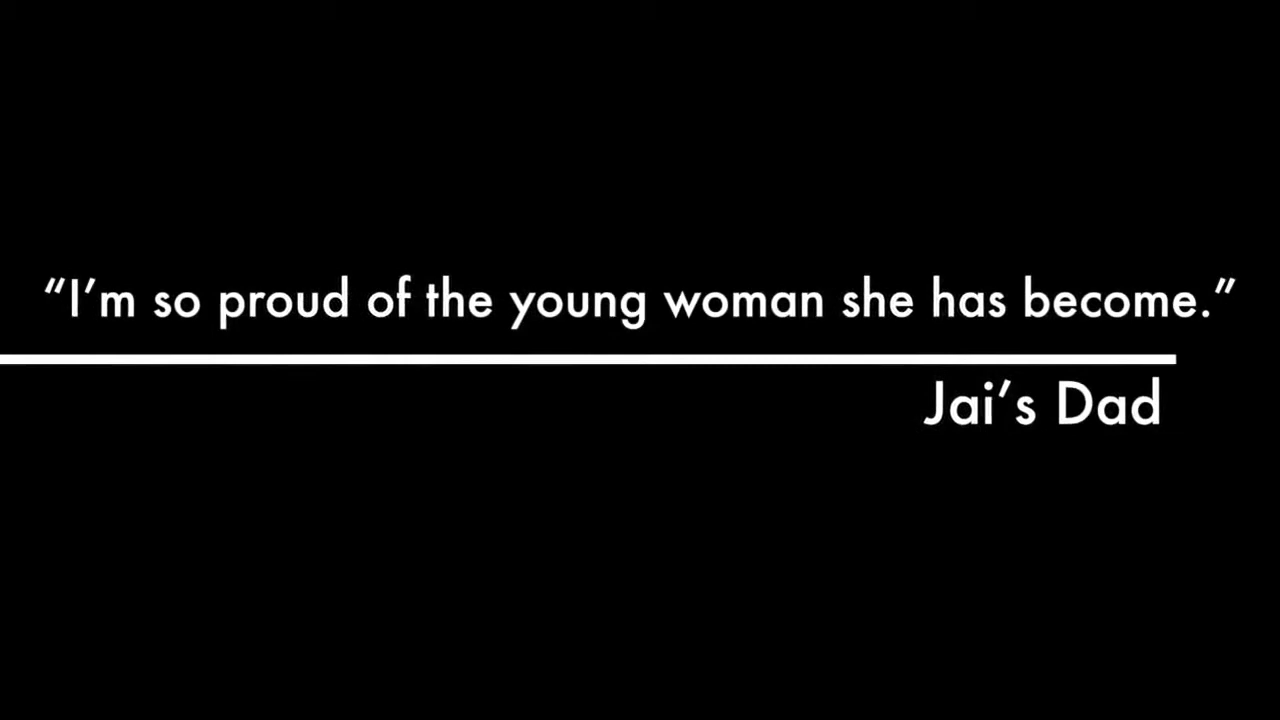 “I’m so proud of the young woman she has become.”
Jai’s Dad